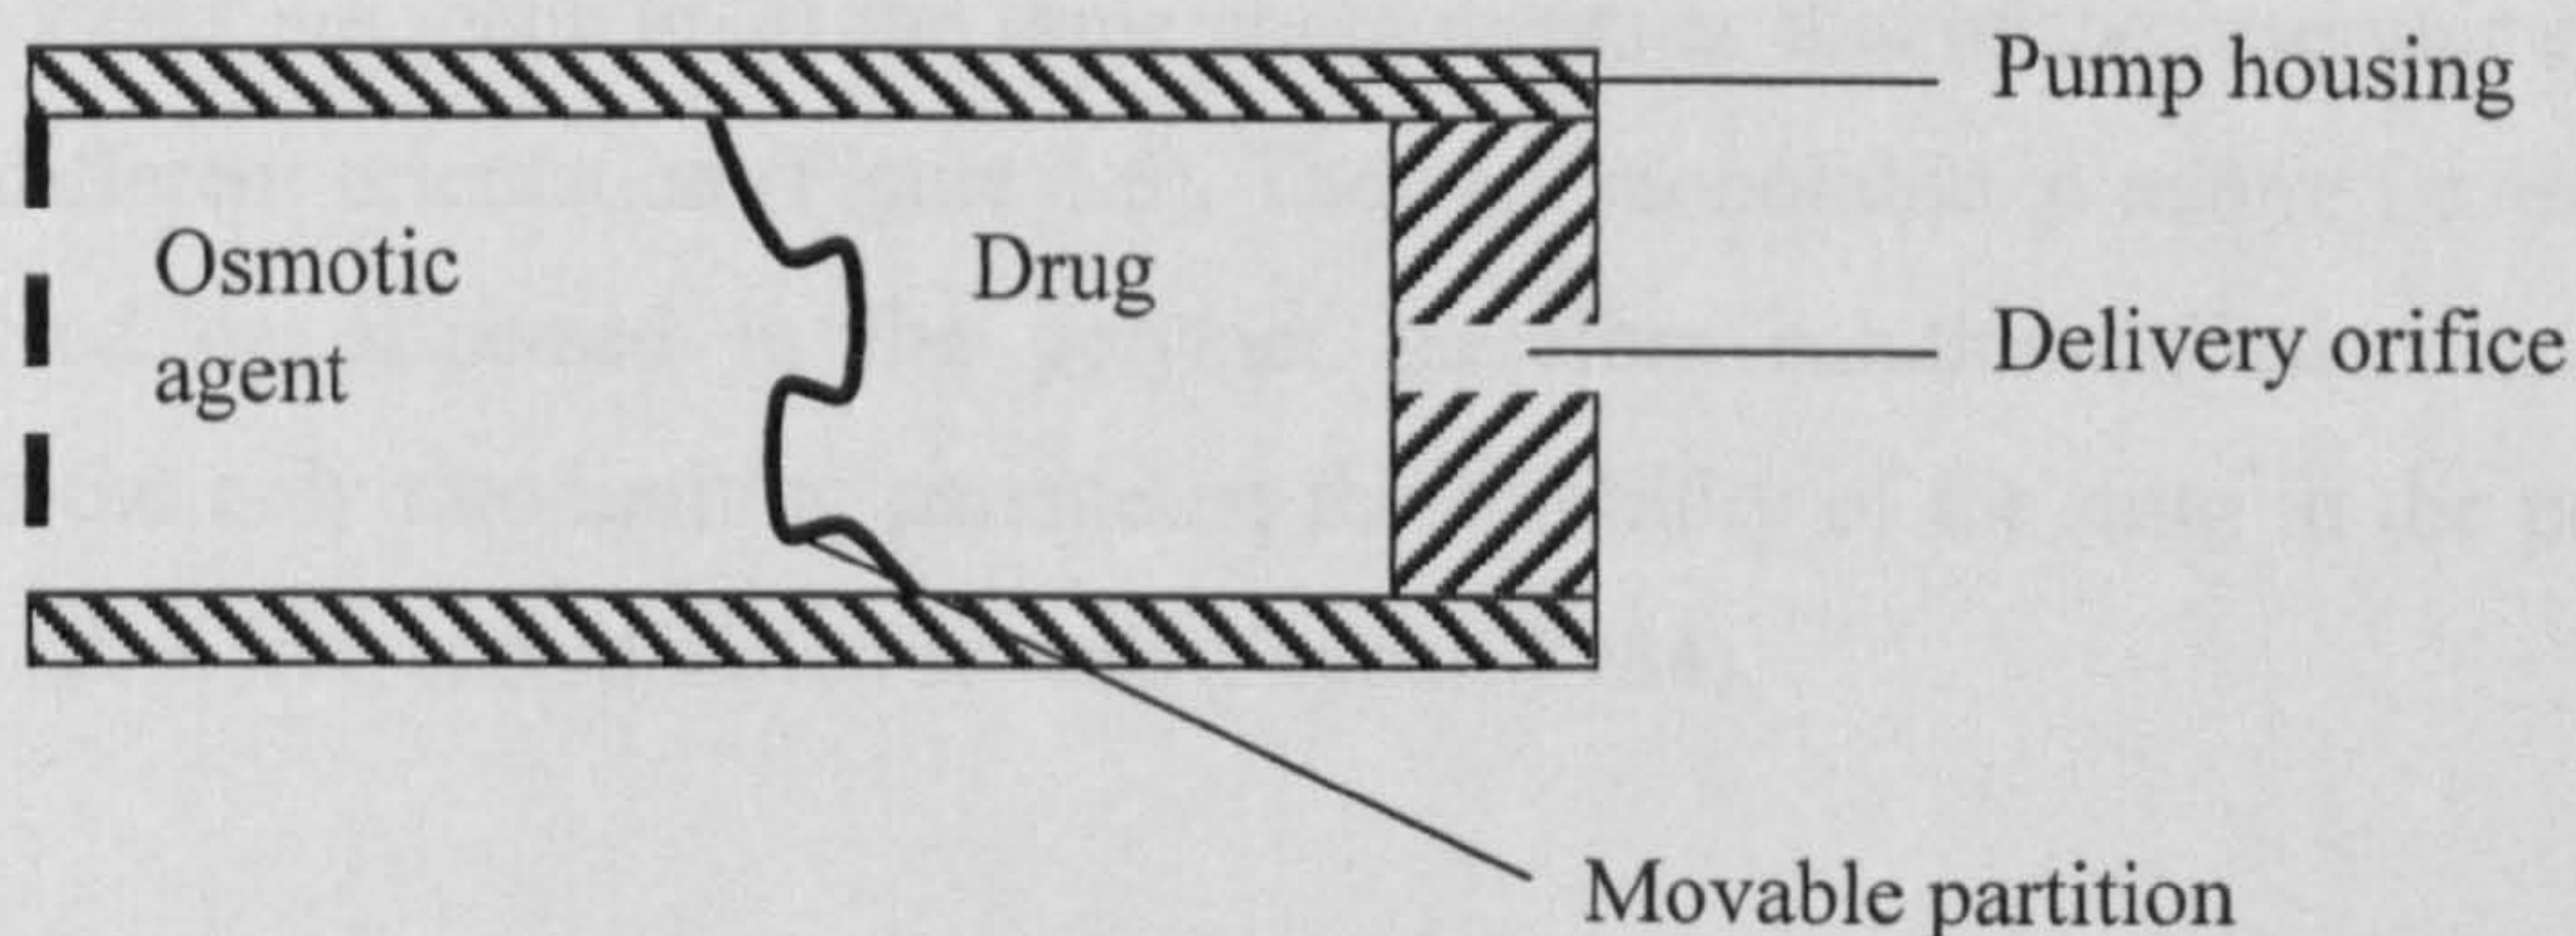 Pump housing
Osmotic
agent
Drug
Delivery orifice
Movable partition